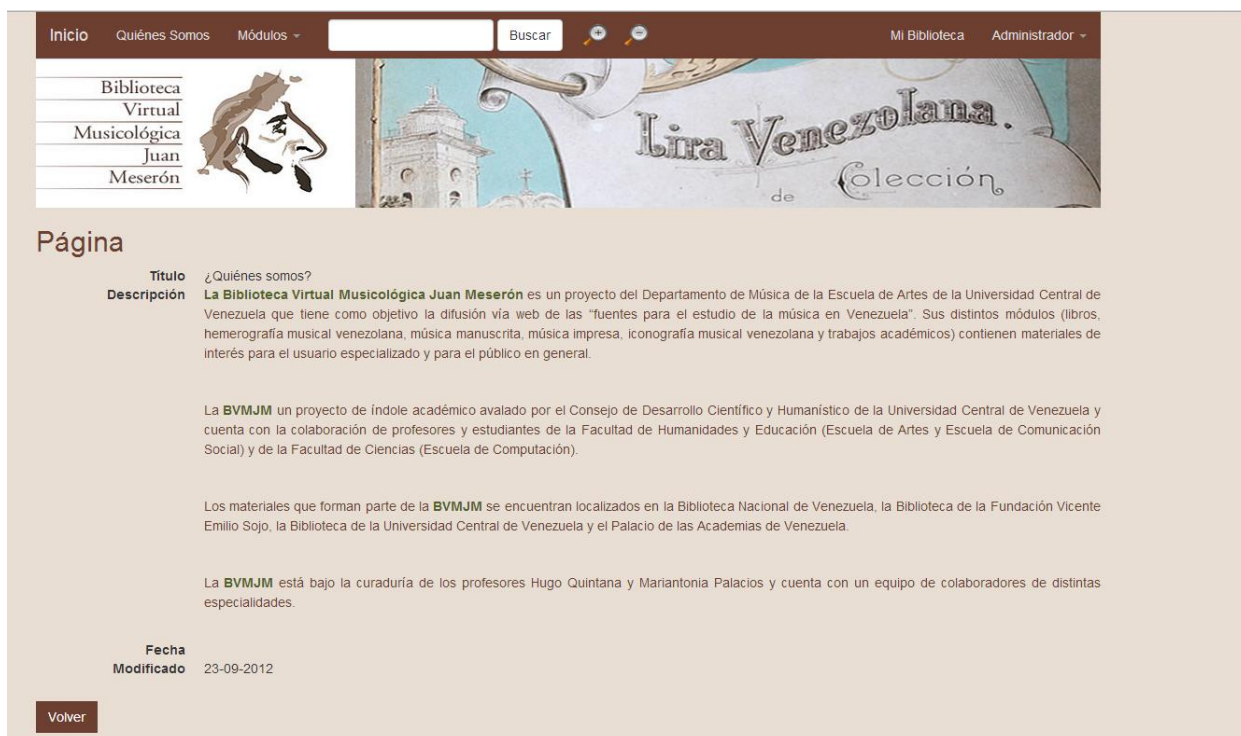 Inicio Quiénes Somos Módulos Buscar Mi Biblioteca Administrador
Biblioteca
Virtual
Musicológica
Juan
Meserón
Lira Venezolana.
de Colección
Página
Título ¿Quiénes somos?
Descripción La Biblioteca Virtual Musicológica Juan Meserón es un proyecto del Departamento de Música de la Escuela de Artes de la Universidad Central de
Venezuela que tiene como objetivo la difusión vía web de las “fuentes para el estudio de la música en Venezuela”. Sus distintos módulos (libros,
hemerografía musical venezolana, música manuscrita, música impresa, iconografía musical venezolana y trabajos académicos) contienen materiales de
interés para el usuario especializado y para el público en general.
La BVMJM un proyecto de índole académico avalado por el Consejo de Desarrollo Científico y Humanístico de la Universidad Central de Venezuela y
cuenta con la colaboración de profesores y estudiantes de la Facultad de Humanidades y Educación (Escuela de Artes y Escuela de Comunicación
Social) y de la Facultad de Ciencias (Escuela de Computación).
Los materiales que forman parte de la BVMJM se encuentran localizados en la Biblioteca Nacional de Venezuela, la Biblioteca de la Fundación Vicente
Emilio Sojo, la Biblioteca de la Universidad Central de Venezuela y el Palacio de las Academias de Venezuela.
La BVMJM está bajo la curaduría de los profesores Hugo Quintana y Mariantonia Palacios y cuenta con un equipo de colaboradores de distintas
especialidades.
Fecha
Modificado 23-09-2012
Volver